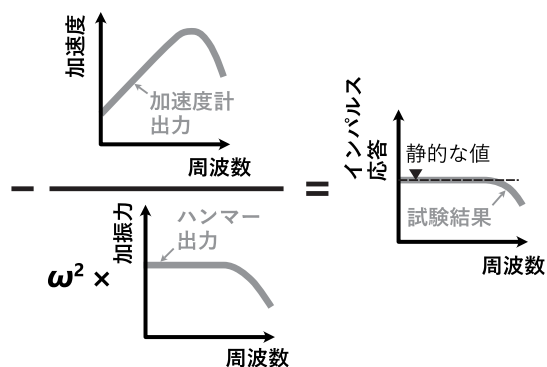 加速度
加速度計
出力
周波数
−
=
ω² ×
加振力
ハンマー
出力
周波数
インパルス
応答
静的な値
試験結果
周波数